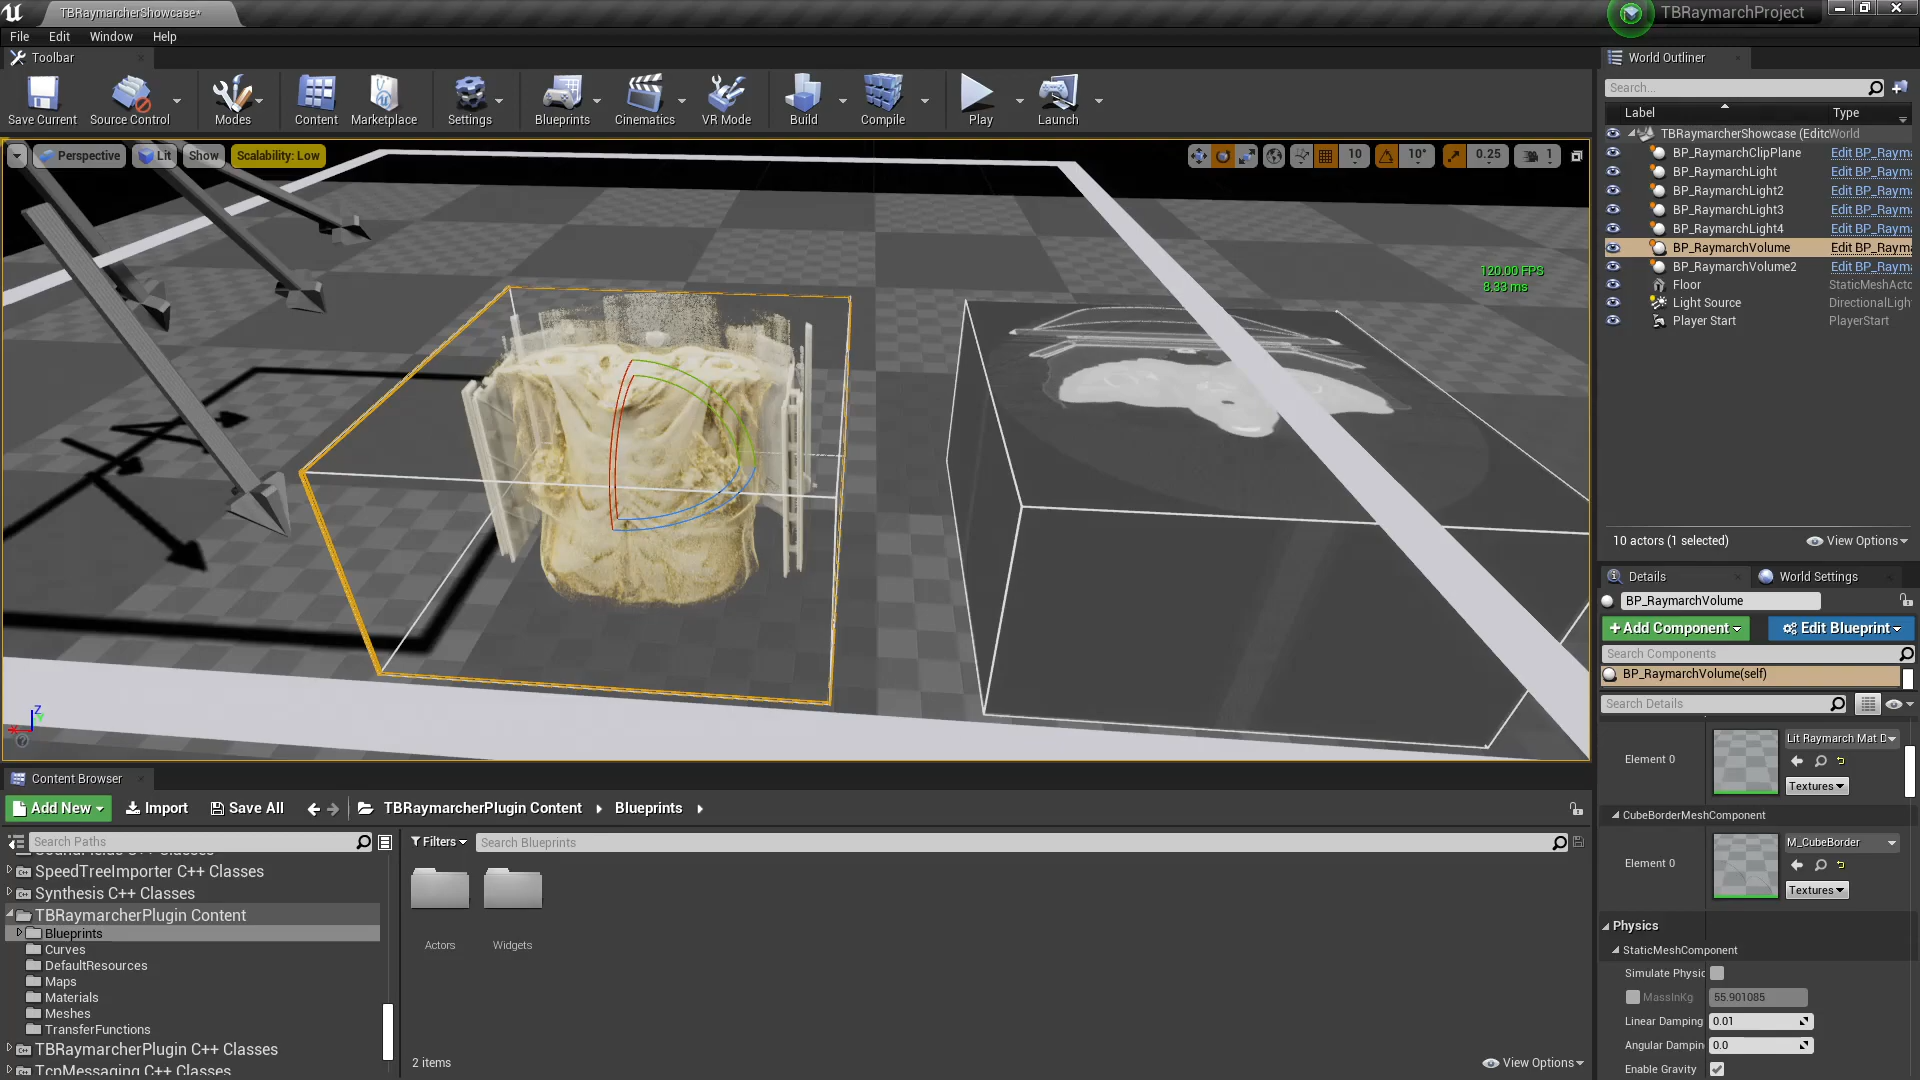 TBRaymarcherShowcase*
TBRaymarchProject
File Edit Window Help
Toolbar
Save Current
Source Control
Modes
Content
Marketplace
Settings
Blueprints
Cinematics
VR Mode
Build
Compile
Play
Launch
Perspective
Lit
Show
Scalability: Low
10
10°
0.25
1
120.00 FPS
8.33 ms
Z
World Outliner
Search...
Label Type
TBRaymarcherShowcase (Editc World
BP_RaymarchClipPlane Edit BP_Rayma
BP_RaymarchLight Edit BP_Rayma
BP_RaymarchLight2 Edit BP_Rayma
BP_RaymarchLight3 Edit BP_Rayma
BP_RaymarchLight4 Edit BP_Rayma
BP_RaymarchVolume Edit BP_Rayma
BP_RaymarchVolume2 Edit BP_Rayma
Floor StaticMeshActo
Light Source DirectionalLigh
Player Start PlayerStart
10 actors (1 selected)
View Options
Details
World Settings
BP_RaymarchVolume
+Add Component
Edit Blueprint
Search Components
BP_RaymarchVolume(self)
Search Details
Element 0
Lit Raymarch Mat D
Textures
CubeBorderMeshComponent
Element 0
M_CubeBorder
Textures
Physics
StaticMeshComponent
Simulate Physic
MassInKg 55.901085
Linear Damping 0.01
Angular Dampin 0.0
Enable Gravity
Content Browser
Add New
Import
Save All
TBRaymarcherPlugin Content
Blueprints
Search Paths
Filters
Search Blueprints
SpeedTreeImporter C++ Classes
Synthesis C++ Classes
TBRaymarcherPlugin Content
Blueprints
Curves
DefaultResources
Maps
Materials
Meshes
TransferFunctions
TBRaymarcherPlugin C++ Classes
TcpMessaging C++ Classes
Actors
Widgets
2 items
View Options